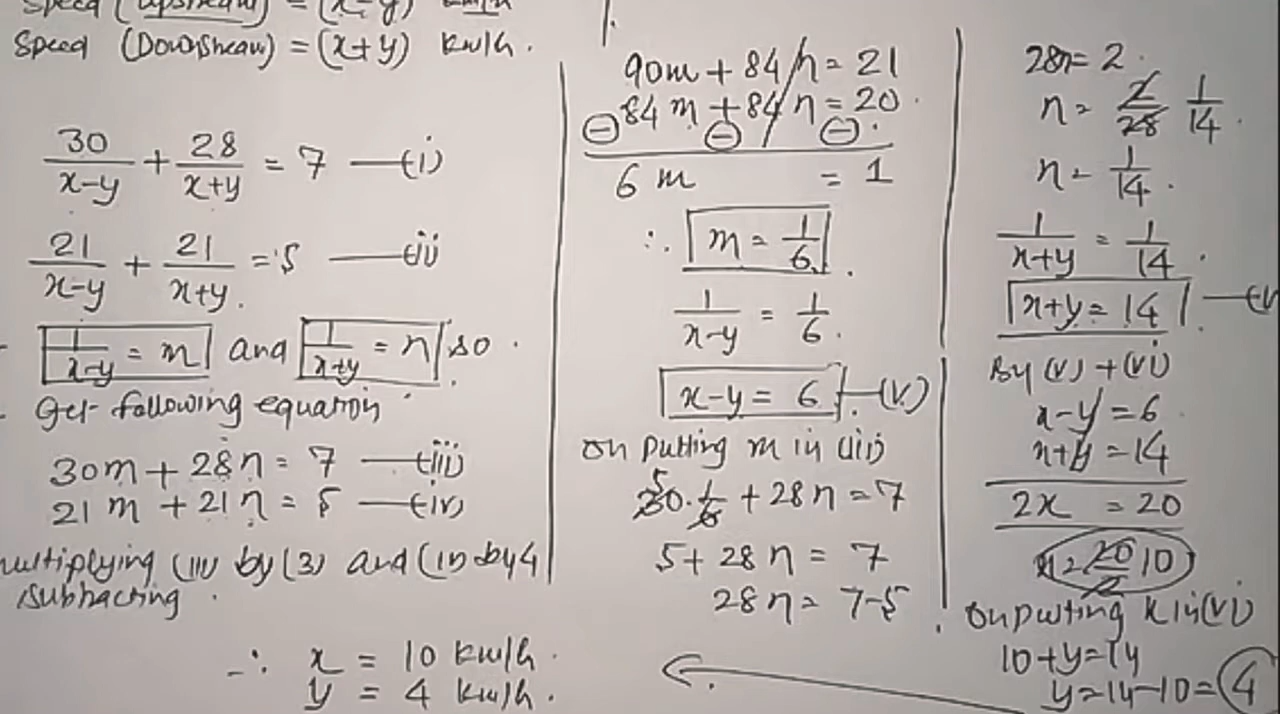 Speed (Upstream) = (x-y) km/h
Speed (Downstream) = (x+y) km/h.
30/x-y + 28/x+y = 7 —(i)
21/x-y + 21/x+y. = 5 —(ii)
1/x-y = m and 1/x+y = n so.
get following equation
30m + 28n = 7 —(iii)
21m + 21n = 5 —(iv)
multiplying (iii) by (3) and (iv) by 4
subtracting.
∴ x = 10 km/h.
y = 4 km/h.
90m + 84n = 21
84m + 84n = 20.
⊖ ⊖ ⊖.
6m = 1
∴ m = 1/6.
1/x-y = 1/6.
x-y = 6. —(v)
on putting m in (iii)
30. 1/6 + 28n = 7
5
5 + 28n = 7
28n = 7-5
28n = 2.
n = 2/28 1/14.
n = 1/14.
1/x+y = 1/14.
x+y = 14. —(v
By (v) + (vi)
x-y = 6.
x+y = 14
2x = 20
x = 20/2 10
on putting x in (vi)
10+y=14
y=14-10=4